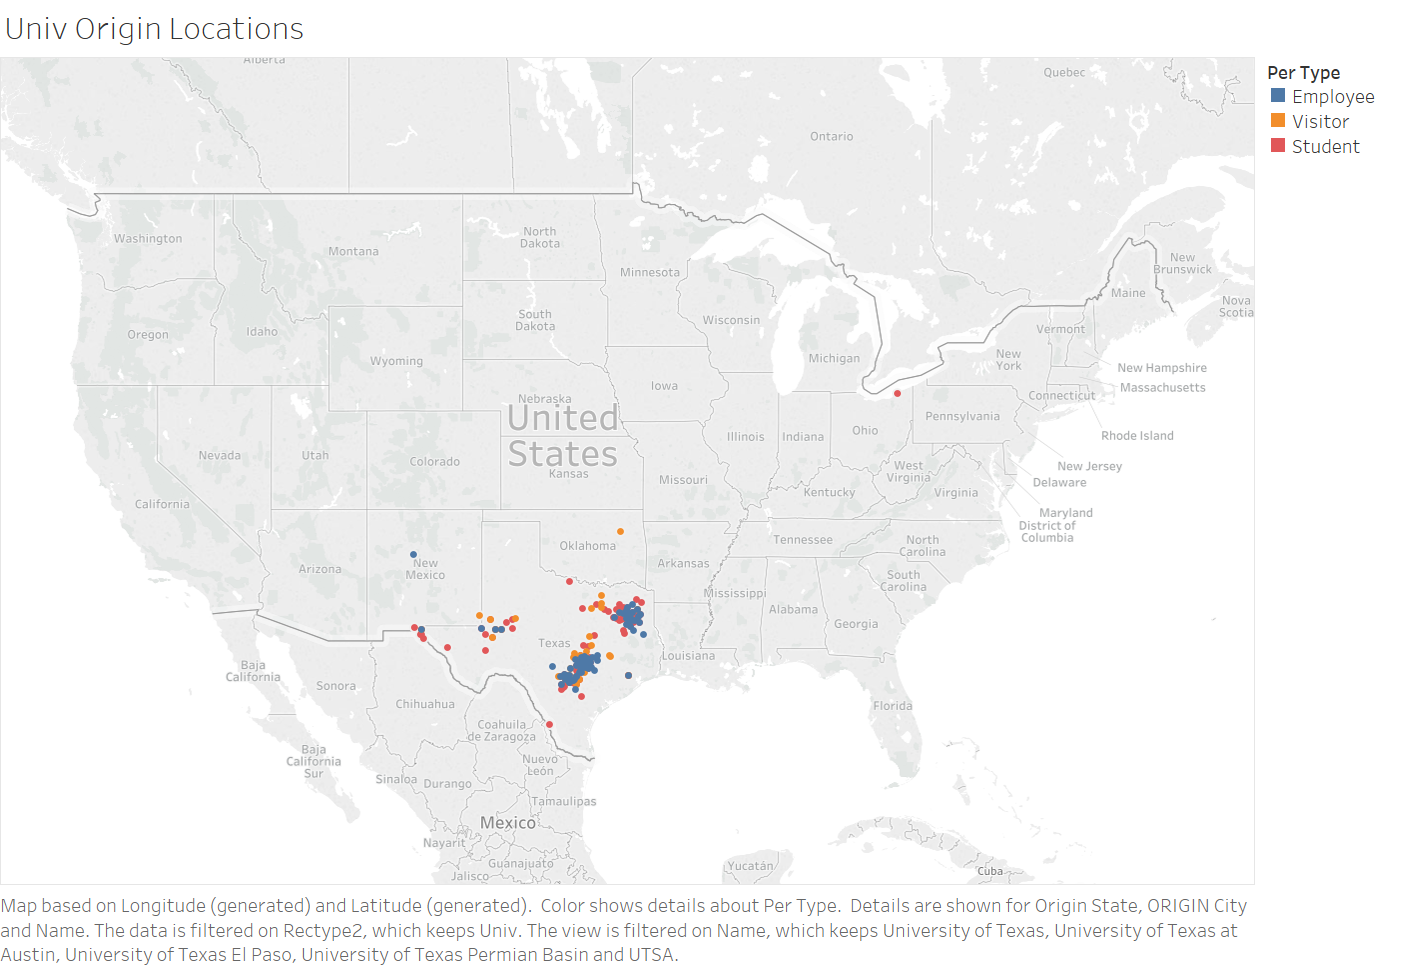 Univ Origin Locations
Per Type
Employee
Visitor
Student
Alberta
Quebec
Ontario
Washington
Montana
North
Dakota
Minnesota
New
Brunswick
Maine
Nova
Scotia
Oregon
Idaho
South
Dakota
Wisconsin
Vermont
Wyoming
Michigan
New
York
New Hampshire
Massachusetts
Iowa
Nebraska
Connecticut
United
States
Pennsylvania
Illinois
Indiana
Ohio
Rhode Island
Nevada
Utah
Colorado
Kansas
Missouri
West
Virginia
New Jersey
Delaware
California
Kentucky
Virginia
Maryland
District of
Columbia
Oklahoma
Tennessee
North
Carolina
Arizona
New
Mexico
Arkansas
South
Carolina
Mississippi
Alabama
Georgia
Texas
Louisiana
Baja
California
Sonora
Chihuahua
Florida
Coahuila
de Zaragoza
Baja
California
Sur
Nuevo
León
Sinaloa
Durango
Tamaulipas
Mexico
Nayarit
Guanajuato
Jalisco
Yucatán
Cuba
Map based on Longitude (generated) and Latitude (generated).  Color shows details about Per Type.  Details are shown for Origin State, ORIGIN City
and Name. The data is filtered on Rectype2, which keeps Univ. The view is filtered on Name, which keeps University of Texas, University of Texas at
Austin, University of Texas El Paso, University of Texas Permian Basin and UTSA.